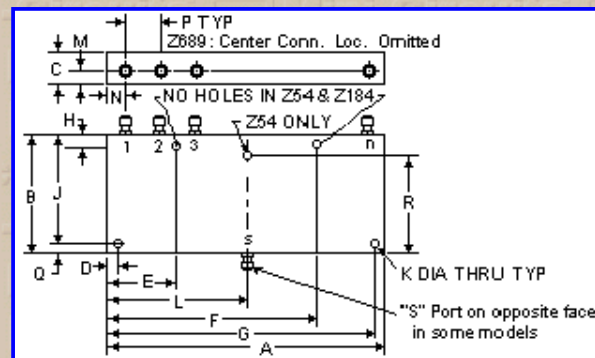 P TYP
M
Z689: Center Conn. Loc. Omitted
C
N
NO HOLES IN Z54 & Z184
H
Z54 ONLY
1 2 3 n
B
J
R
S
Q
D
E
K DIA THRU TYP
L
"S" Port on opposite face
in some models
F
G
A